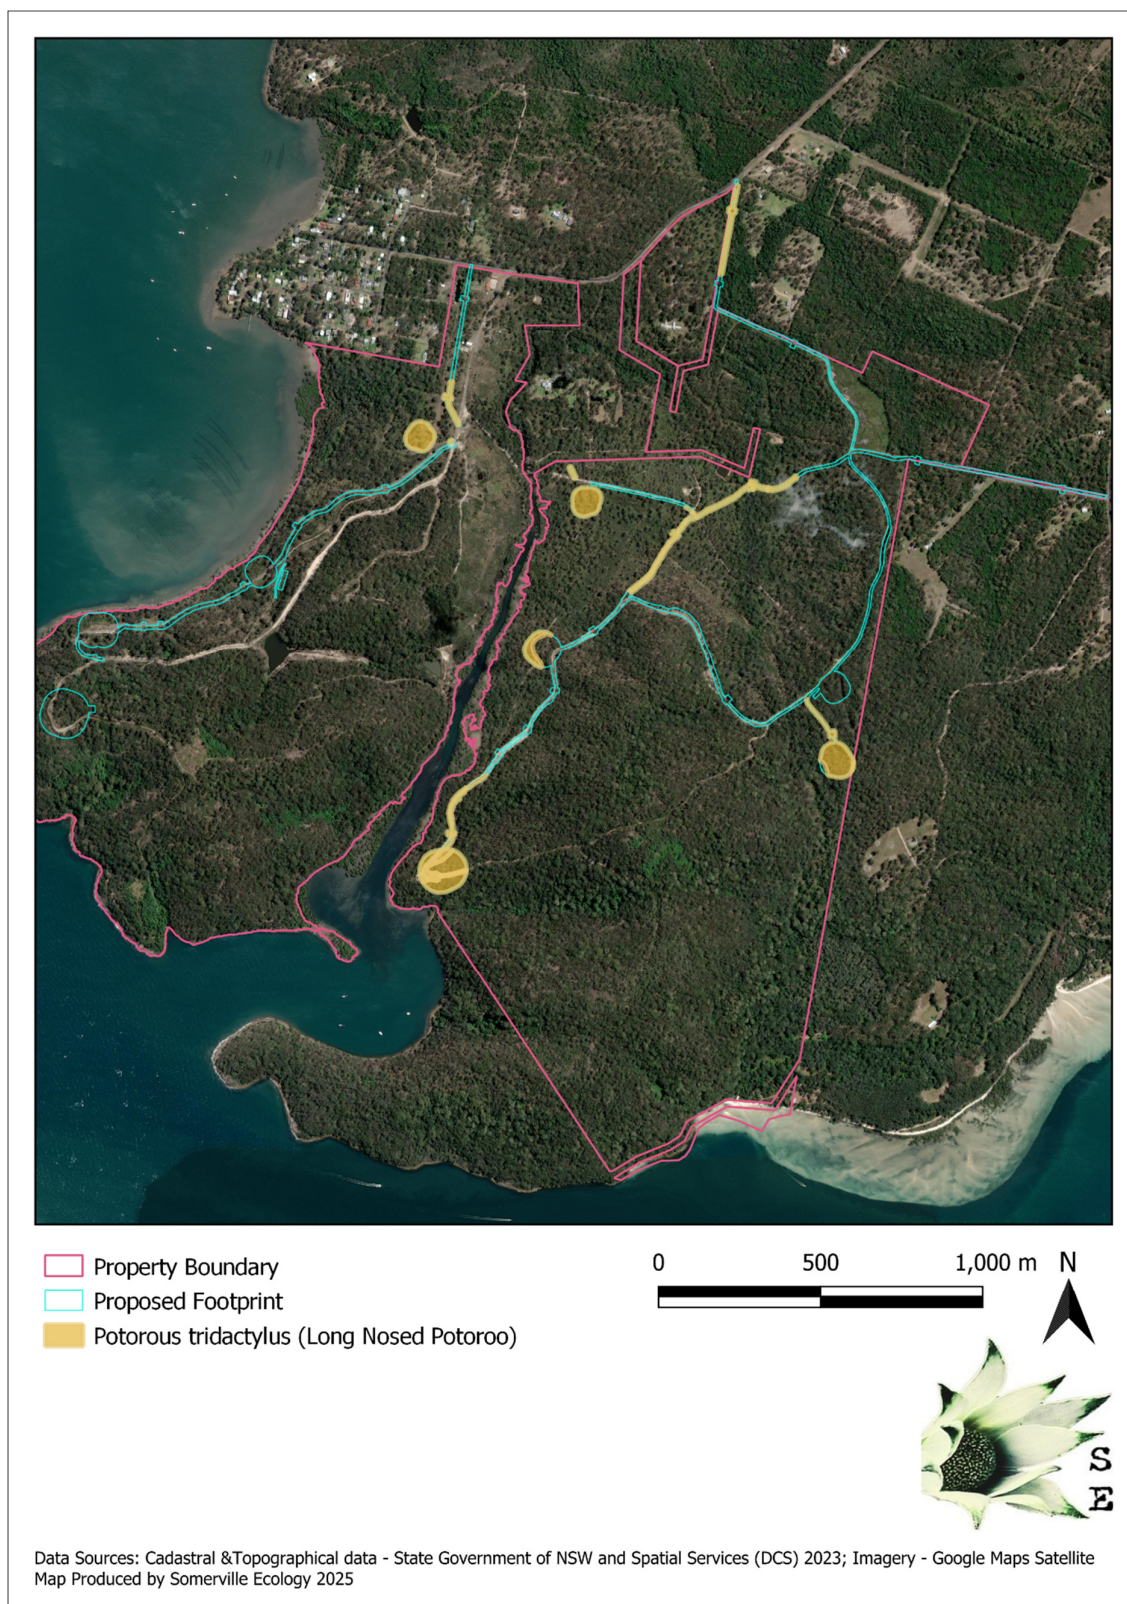 Property Boundary
Proposed Footprint
Potorous tridactylus (Long Nosed Potoroo)
0 500 1,000 m N
S
E
Data Sources: Cadastral &Topographical data - State Government of NSW and Spatial Services (DCS) 2023; Imagery - Google Maps Satellite
Map Produced by Somerville Ecology 2025